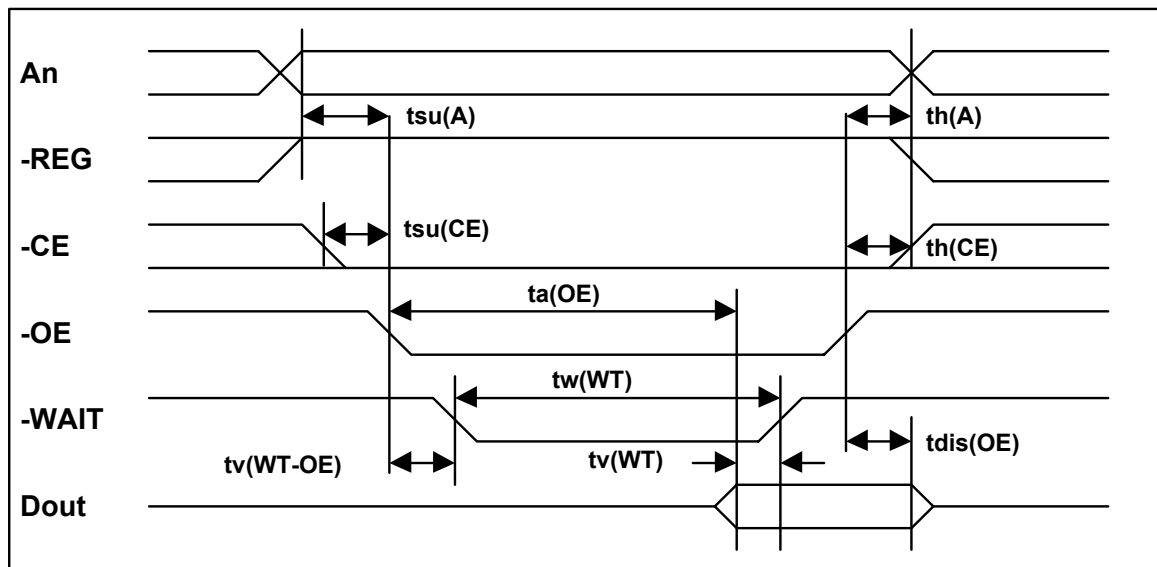 An
tsu(A)
th(A)
-REG
tsu(CE)
-CE
th(CE)
ta(OE)
-OE
tw(WT)
-WAIT
tv(WT-OE)
tv(WT)
tdis(OE)
Dout